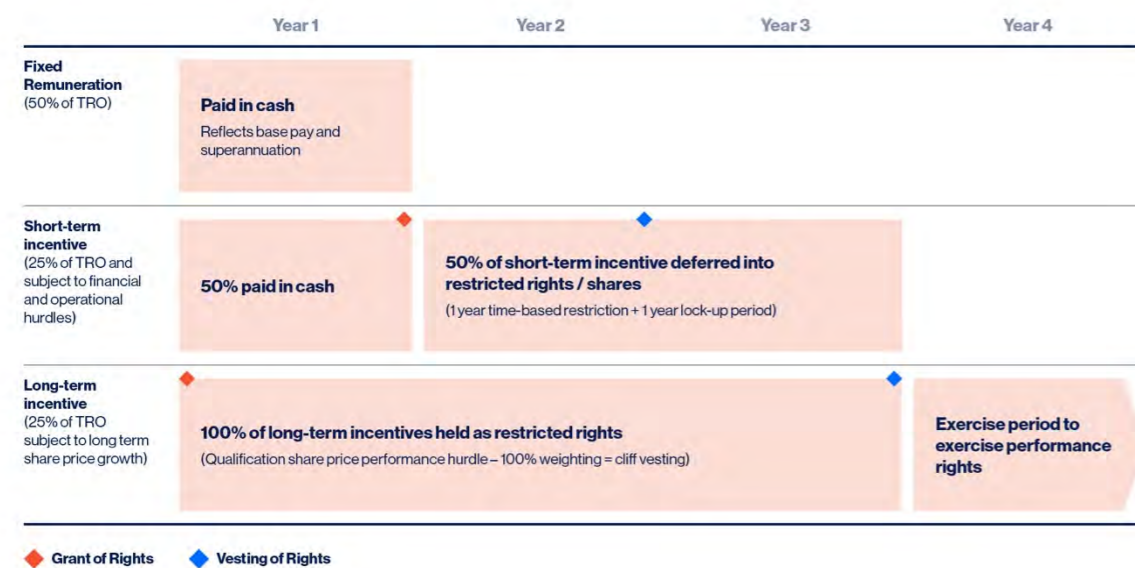 Year 1 Year 2 Year 3 Year 4
Fixed
Remuneration
(50% of TRO)
Paid in cash
Reflects base pay and
superannuation
Short-term
incentive
(25% of TRO and
subject to financial
and operational
hurdles)
50% paid in cash
50% of short-term incentive deferred into
restricted rights / shares
(1 year time-based restriction + 1 year lock-up period)
Long-term
incentive
(25% of TRO
subject to long term
share price growth)
100% of long-term incentives held as restricted rights
(Qualification share price performance hurdle – 100% weighting = cliff vesting)
Exercise period to
exercise performance
rights
Grant of Rights Vesting of Rights